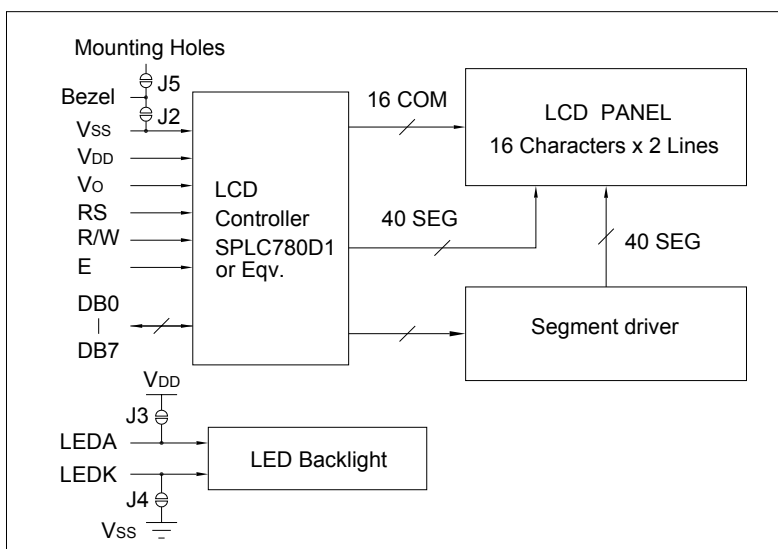 Mounting Holes
J5
Bezel
J2
VSS
VDD
VO
RS
R/W
E
DB0
DB7
LCD
Controller
SPLC780D1
or Eqv.
16 COM
40 SEG
LCD PANEL
16 Characters x 2 Lines
40 SEG
Segment driver
VDD
J3
LEDA
LEDK
J4
VSS
LED Backlight